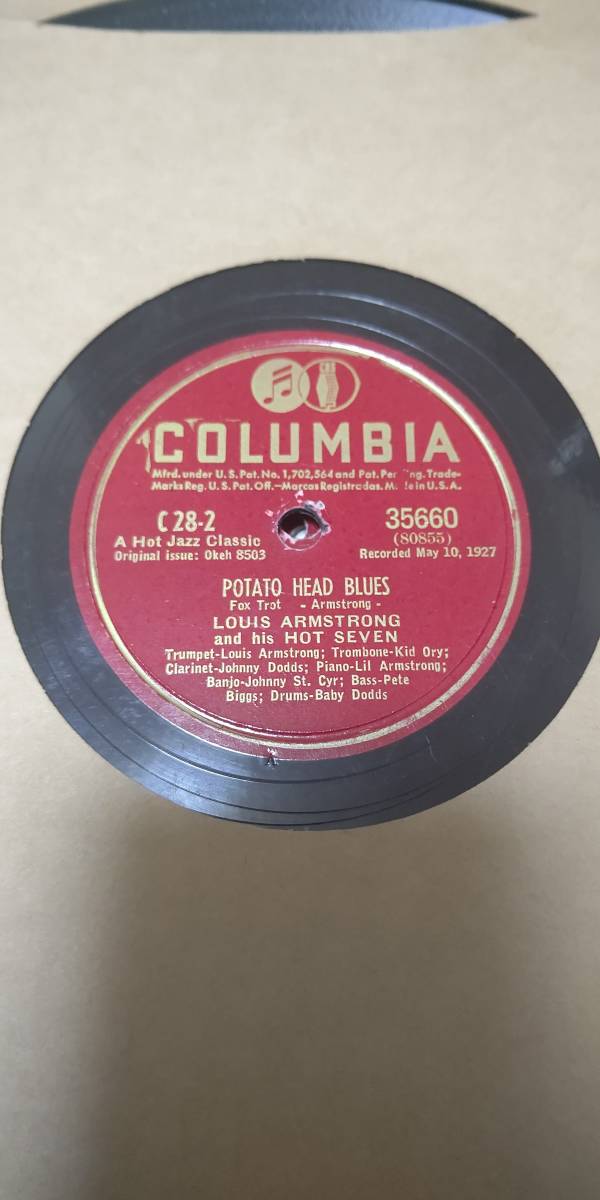 COLUMBIA
Mfrd. under U.S. Pat. No. 1,702,564 and Pat. Trade-
Marks Reg. U.S. Pat. Off.—Marcas Registradas. in U.S.A.
C 28-2
A Hot Jazz Classic
Original issue: Okeh 8503
35660
(80855)
Recorded May 10, 1927
POTATO HEAD BLUES
Fox Trot - Armstrong -
LOUIS ARMSTRONG
and his HOT SEVEN
Trumpet-Louis Armstrong; Trombone-Kid Ory;
Clarinet-Johnny Dodds; Piano-Lil Armstrong;
Banjo-Johnny St. Cyr; Bass-Pete
Biggs; Drums-Baby Dodds